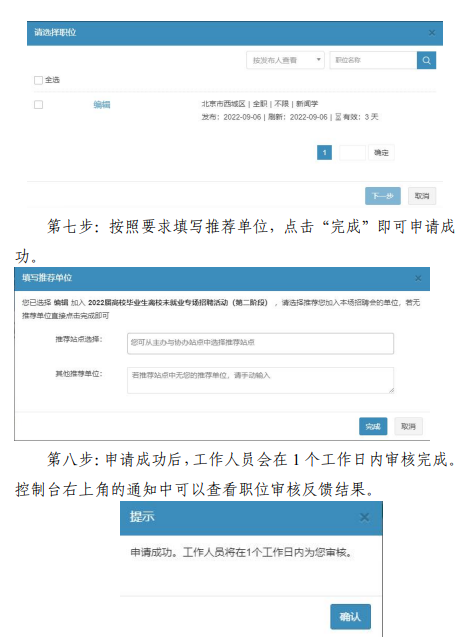 请选择职位 ×
按发布人查看 职位名称
全选
编辑 北京市西城区 | 全职 | 不限 | 新闻学
发布：2022-09-06 | 刷新：2022-09-06 | 有效：3 天
1 确定
下一步 取消
第七步：按照要求填写推荐单位，点击“完成”即可申请成
功。
填写推荐单位 ×
您已选择 编辑 加入 2022届高校毕业生离校未就业专场招聘活动（第二阶段） ，请选择推荐您加入本场招聘会的单位，若无
推荐单位直接点击完成即可
推荐站点选择： 您可从主办与协办站点中选择推荐站点
其他推荐单位： 若推荐站点中无您的推荐单位，请手动输入
完成 取消
第八步：申请成功后，工作人员会在 1 个工作日内审核完成。
控制台右上角的通知中可以查看职位审核反馈结果。
提示 ×
申请成功。工作人员将在1个工作日内为您审核。
确认